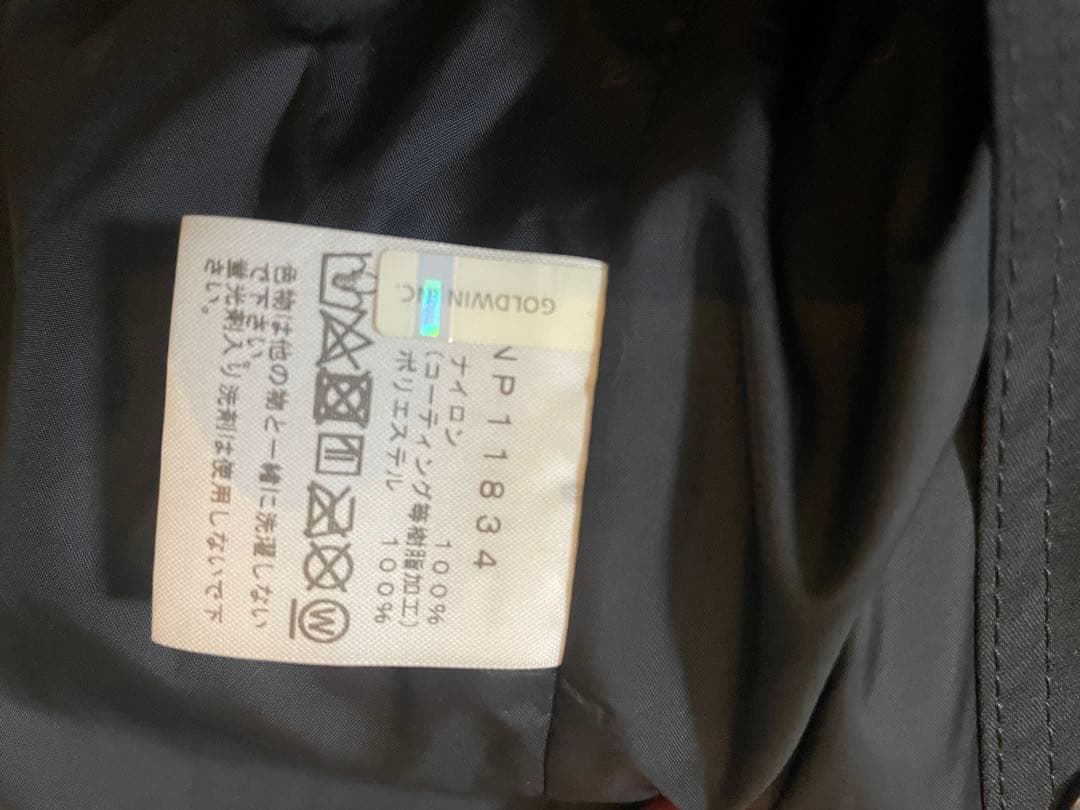 GOLDWIN INC.
NP11834
ナイロン 100%
(コーティング等樹脂加工)
ポリエステル 100%
W
色物は他の物と一緒に洗濯しない
で下さい。
蛍光剤入り洗剤は使用しないで下
さい。